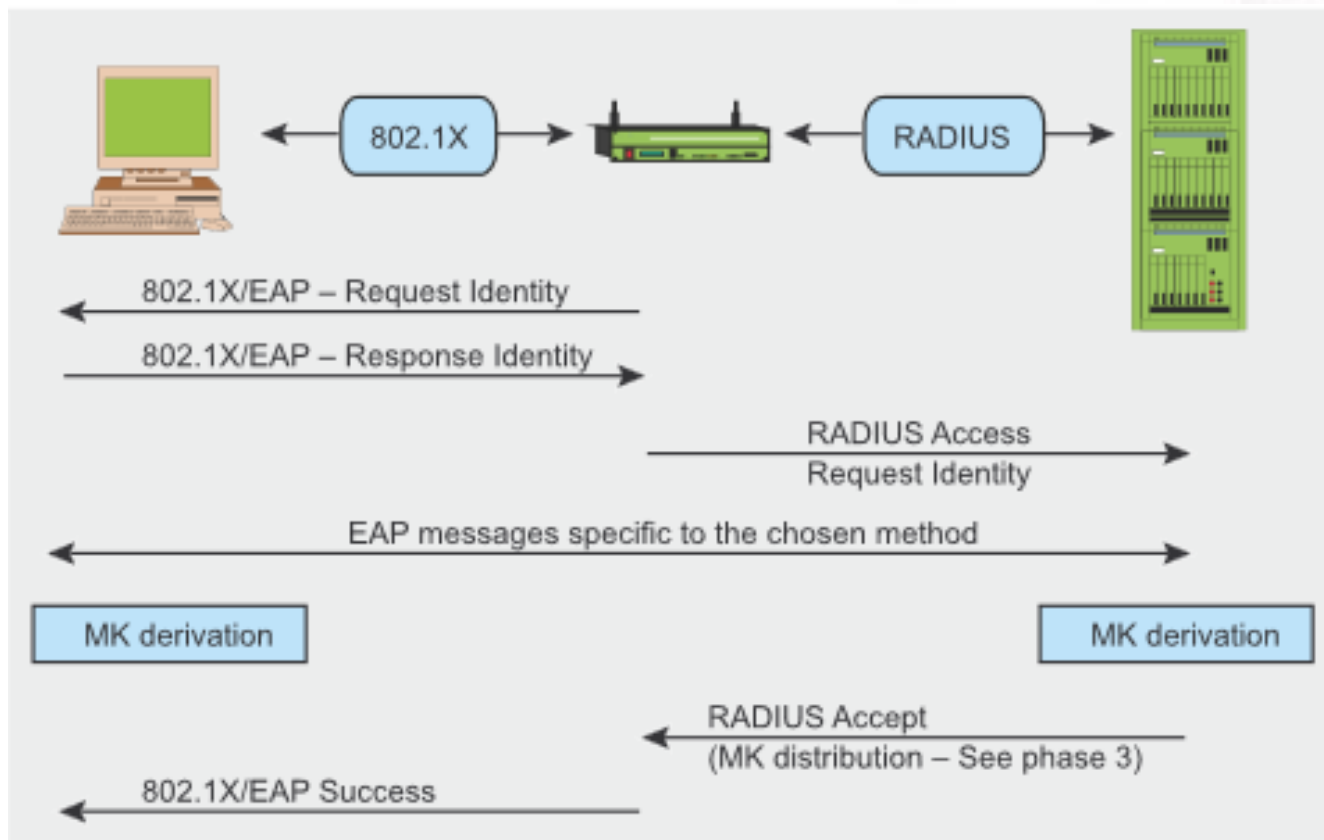 802.1X
RADIUS
802.1X/EAP – Request Identity
802.1X/EAP – Response Identity
RADIUS Access
Request Identity
EAP messages specific to the chosen method
MK derivation
MK derivation
RADIUS Accept
(MK distribution – See phase 3)
802.1X/EAP Success